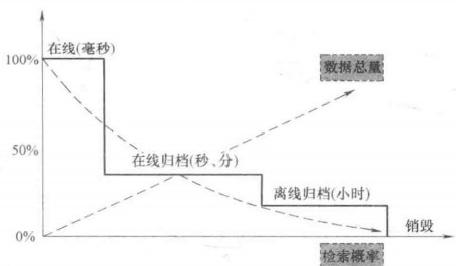 在线(毫秒)
100%
数据总量
50%
在线归档(秒、分)
离线归档(小时)
销毁
0%
检索概率